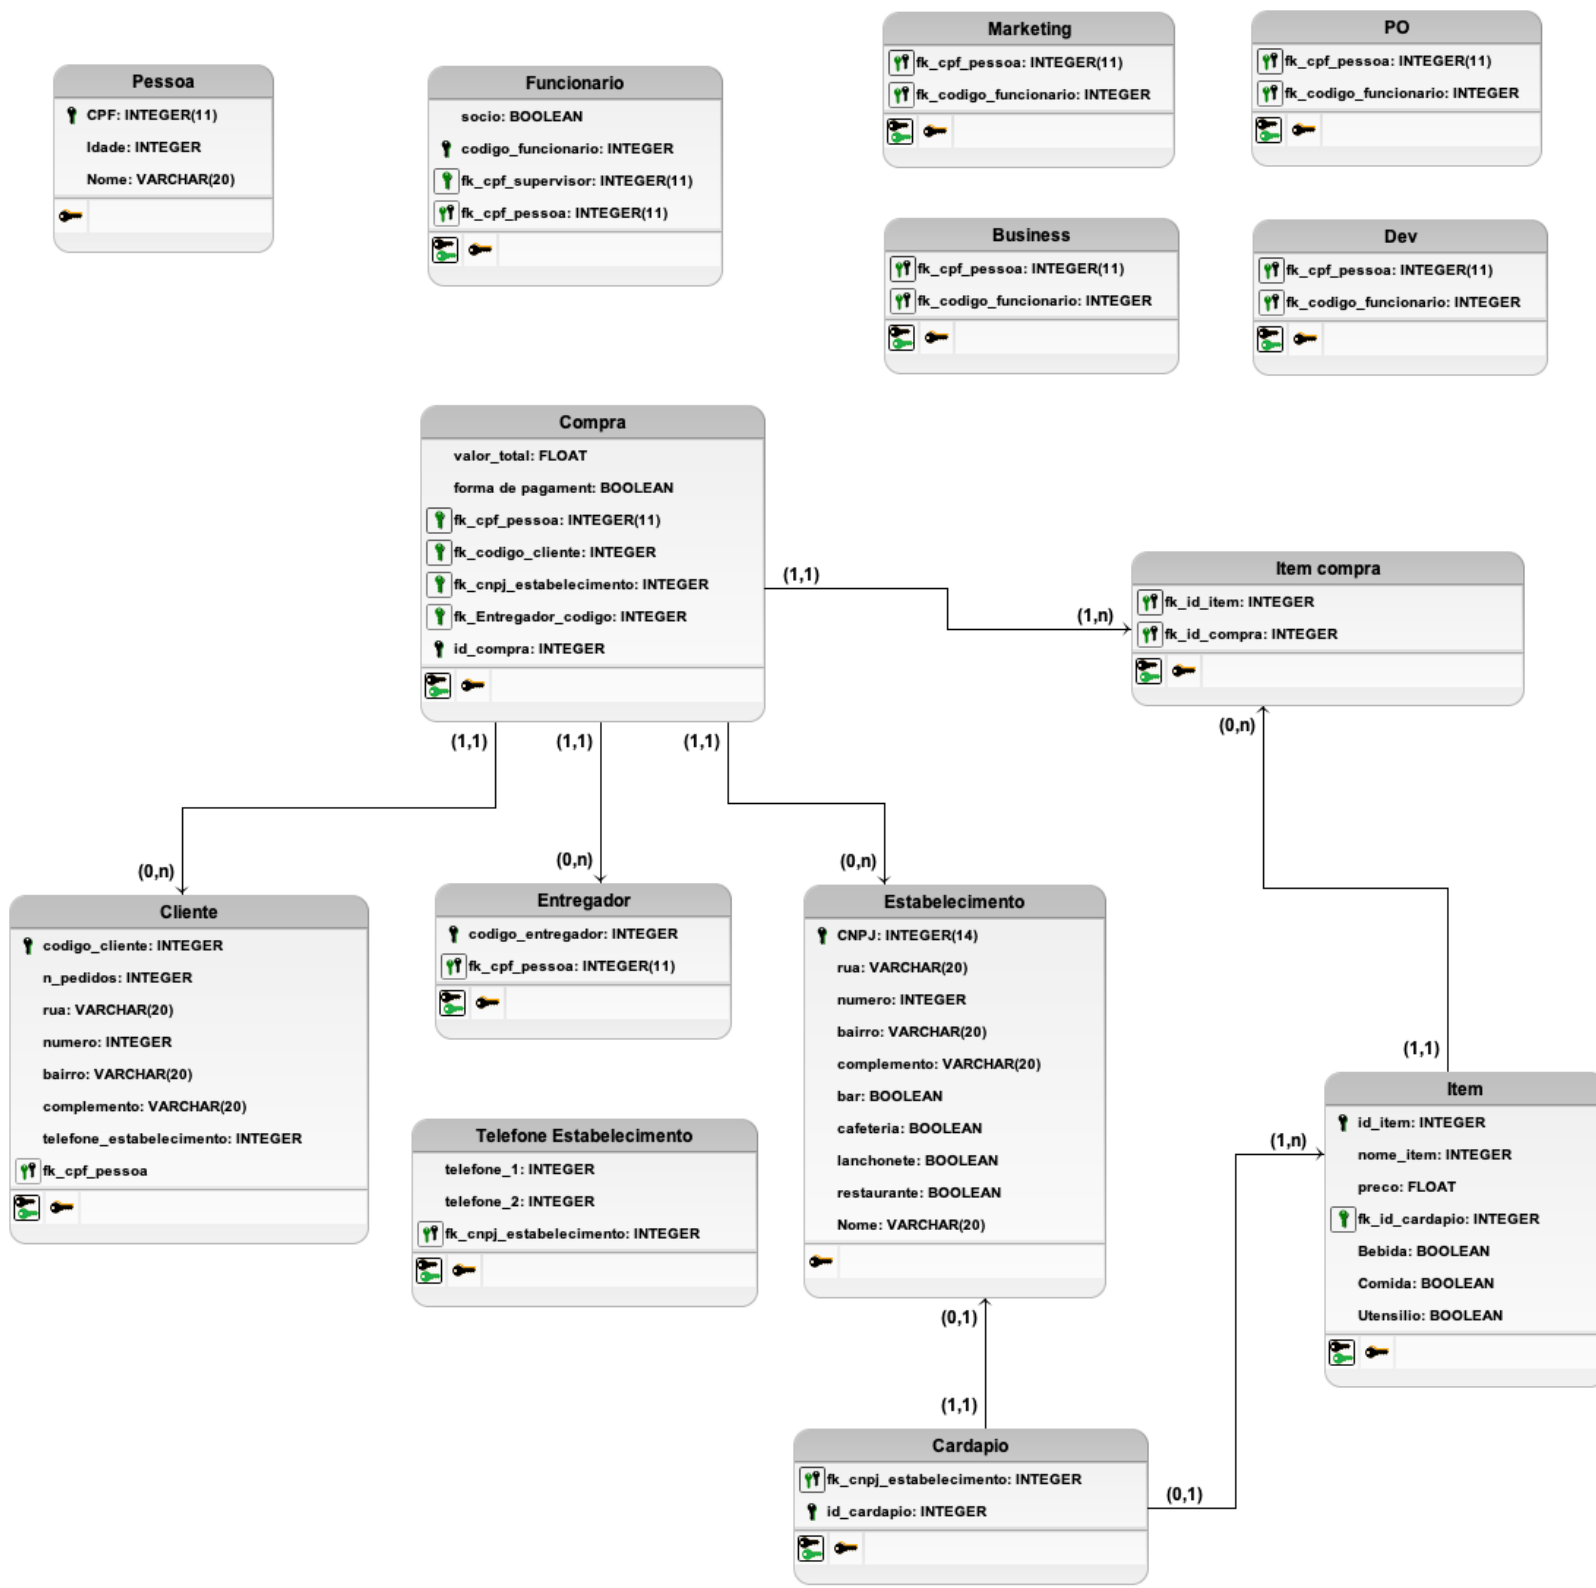 Pessoa
CPF: INTEGER(11)
Idade: INTEGER
Nome: VARCHAR(20)
Funcionario
socio: BOOLEAN
codigo_funcionario: INTEGER
fk_cpf_supervisor: INTEGER(11)
fk_cpf_pessoa: INTEGER(11)
Marketing
fk_cpf_pessoa: INTEGER(11)
fk_codigo_funcionario: INTEGER
PO
fk_cpf_pessoa: INTEGER(11)
fk_codigo_funcionario: INTEGER
Business
fk_cpf_pessoa: INTEGER(11)
fk_codigo_funcionario: INTEGER
Dev
fk_cpf_pessoa: INTEGER(11)
fk_codigo_funcionario: INTEGER
Compra
valor_total: FLOAT
forma de pagament: BOOLEAN
fk_cpf_pessoa: INTEGER(11)
fk_codigo_cliente: INTEGER
fk_cnpj_estabelecimento: INTEGER
fk_Entregador_codigo: INTEGER
id_compra: INTEGER
(1,1)
(1,n)
Item compra
fk_id_item: INTEGER
fk_id_compra: INTEGER
(0,n)
(1,1)
(1,1)
(1,1)
(0,n)
(0,n)
(0,n)
Cliente
codigo_cliente: INTEGER
n_pedidos: INTEGER
rua: VARCHAR(20)
numero: INTEGER
bairro: VARCHAR(20)
complemento: VARCHAR(20)
telefone_estabelecimento: INTEGER
fk_cpf_pessoa
Entregador
codigo_entregador: INTEGER
fk_cpf_pessoa: INTEGER(11)
Telefone Estabelecimento
telefone_1: INTEGER
telefone_2: INTEGER
fk_cnpj_estabelecimento: INTEGER
Estabelecimento
CNPJ: INTEGER(14)
rua: VARCHAR(20)
numero: INTEGER
bairro: VARCHAR(20)
complemento: VARCHAR(20)
bar: BOOLEAN
cafeteria: BOOLEAN
lanchonete: BOOLEAN
restaurante: BOOLEAN
Nome: VARCHAR(20)
(1,1)
Item
id_item: INTEGER
nome_item: INTEGER
preco: FLOAT
fk_id_cardapio: INTEGER
Bebida: BOOLEAN
Comida: BOOLEAN
Utensilio: BOOLEAN
(1,n)
(0,1)
(1,1)
Cardapio
fk_cnpj_estabelecimento: INTEGER
id_cardapio: INTEGER
(0,1)